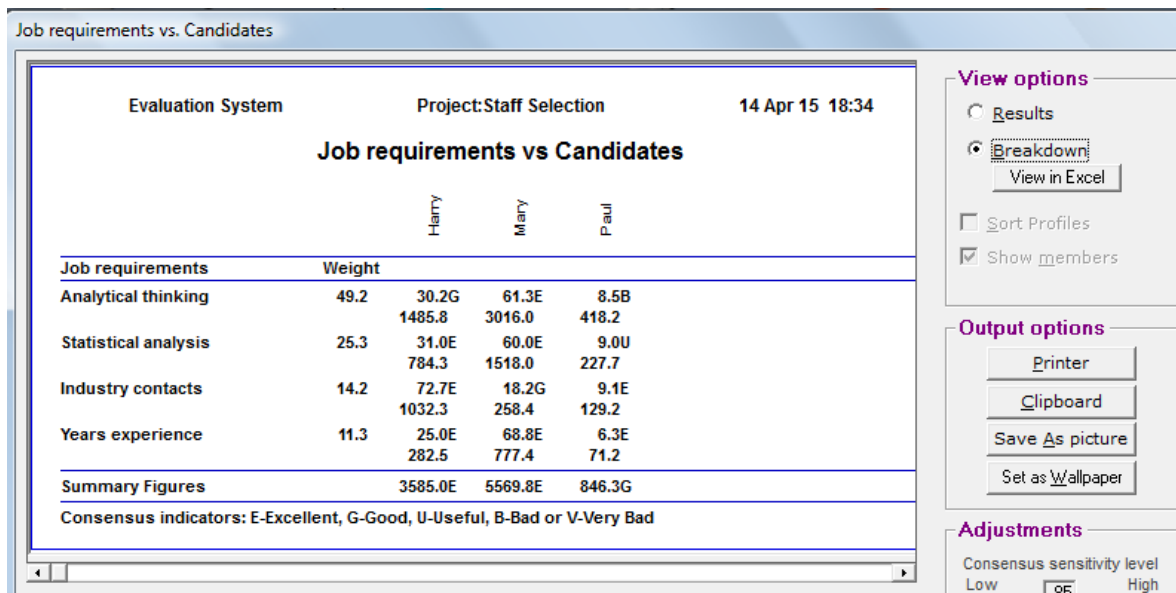 Job requirements vs. Candidates
Evaluation System Project:Staff Selection 14 Apr 15 18:34
Job requirements vs Candidates
Harry Mary Paul
Job requirements Weight
Analytical thinking 49.2 30.2G 61.3E 8.5B
1485.8 3016.0 418.2
Statistical analysis 25.3 31.0E 60.0E 9.0U
784.3 1518.0 227.7
Industry contacts 14.2 72.7E 18.2G 9.1E
1032.3 258.4 129.2
Years experience 11.3 25.0E 68.8E 6.3E
282.5 777.4 71.2
Summary Figures 3585.0E 5569.8E 846.3G
Consensus indicators: E-Excellent, G-Good, U-Useful, B-Bad or V-Very Bad
View options
Results
Breakdown
View in Excel
Sort Profiles
Show members
Output options
Printer
Clipboard
Save As picture
Set as Wallpaper
Adjustments
Consensus sensitivity level
Low High